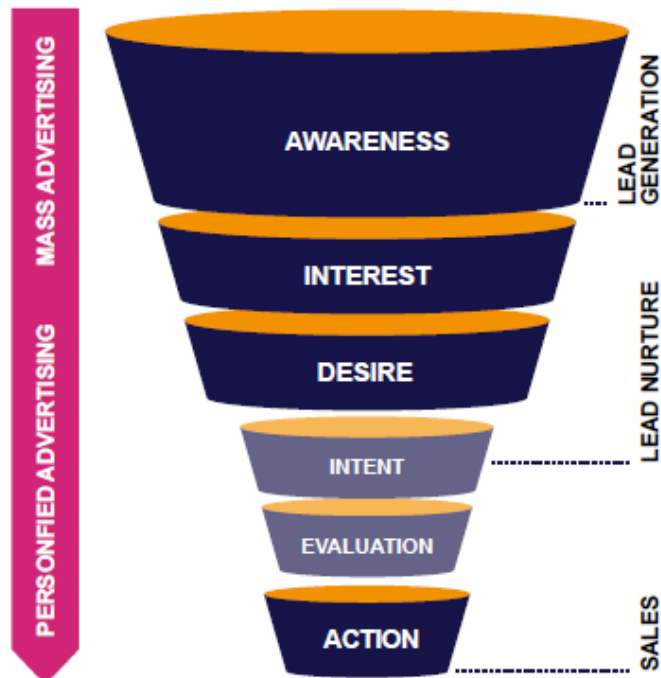 MASS ADVERTISING
PERSONFIED ADVERTISING
AWARENESS
INTEREST
DESIRE
INTENT
EVALUATION
ACTION
LEAD
GENERATION
LEAD NURTURE
SALES